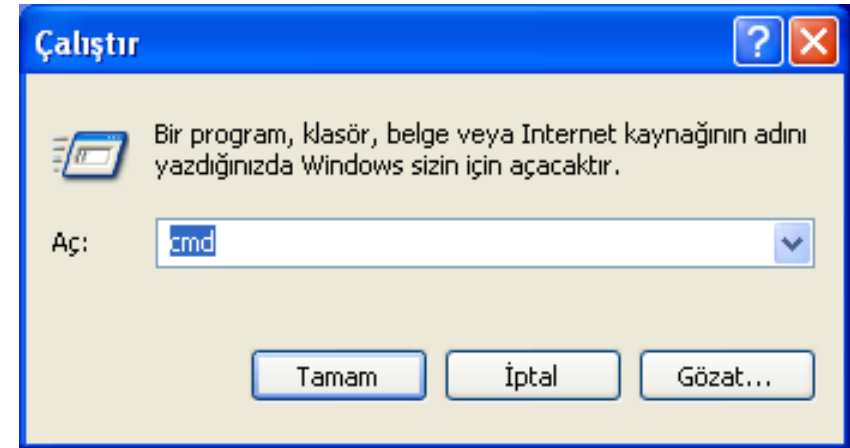 Çalıştır
Bir program, klasör, belge veya Internet kaynağının adını
yazdığınızda Windows sizin için açacaktır.
Aç: cmd
Tamam İptal Gözat...